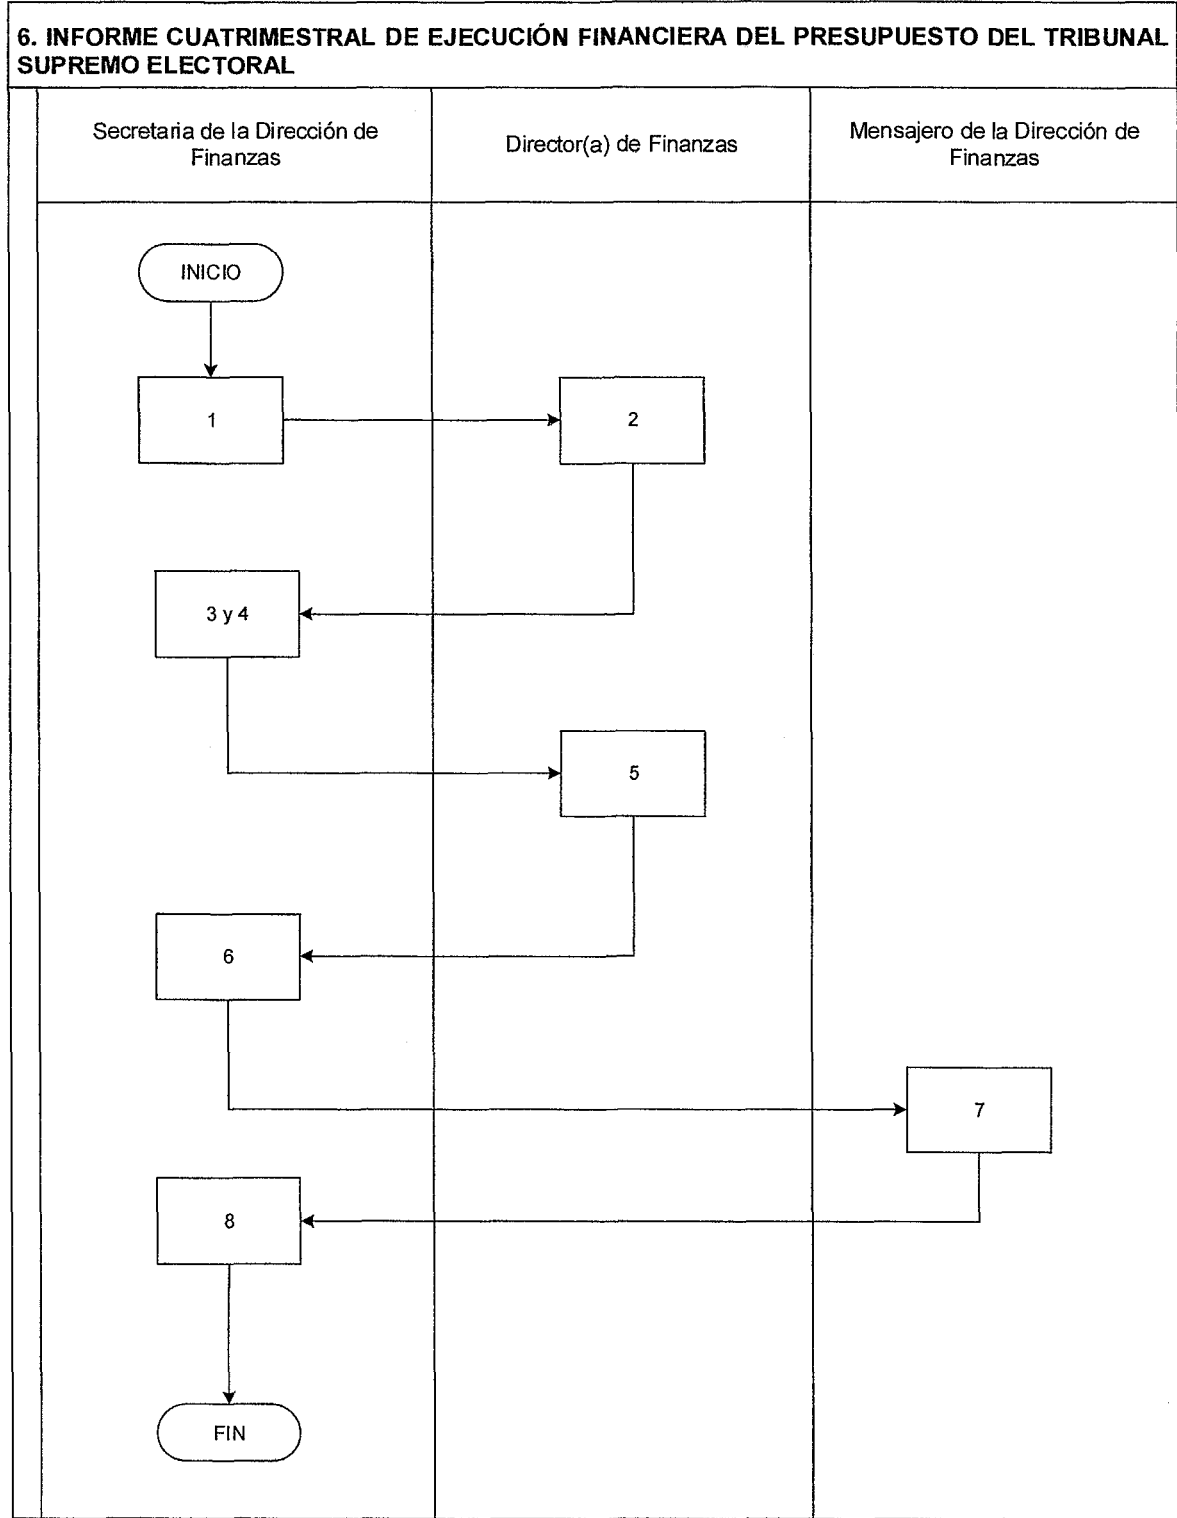 6. INFORME CUATRIMESTRAL DE EJECUCIÓN FINANCIERA DEL PRESUPUESTO DEL TRIBUNAL
SUPREMO ELECTORAL
Secretaria de la Dirección de
Finanzas
Director(a) de Finanzas
Mensajero de la Dirección de
Finanzas
INICIO
1
2
3 y 4
5
6
7
8
FIN